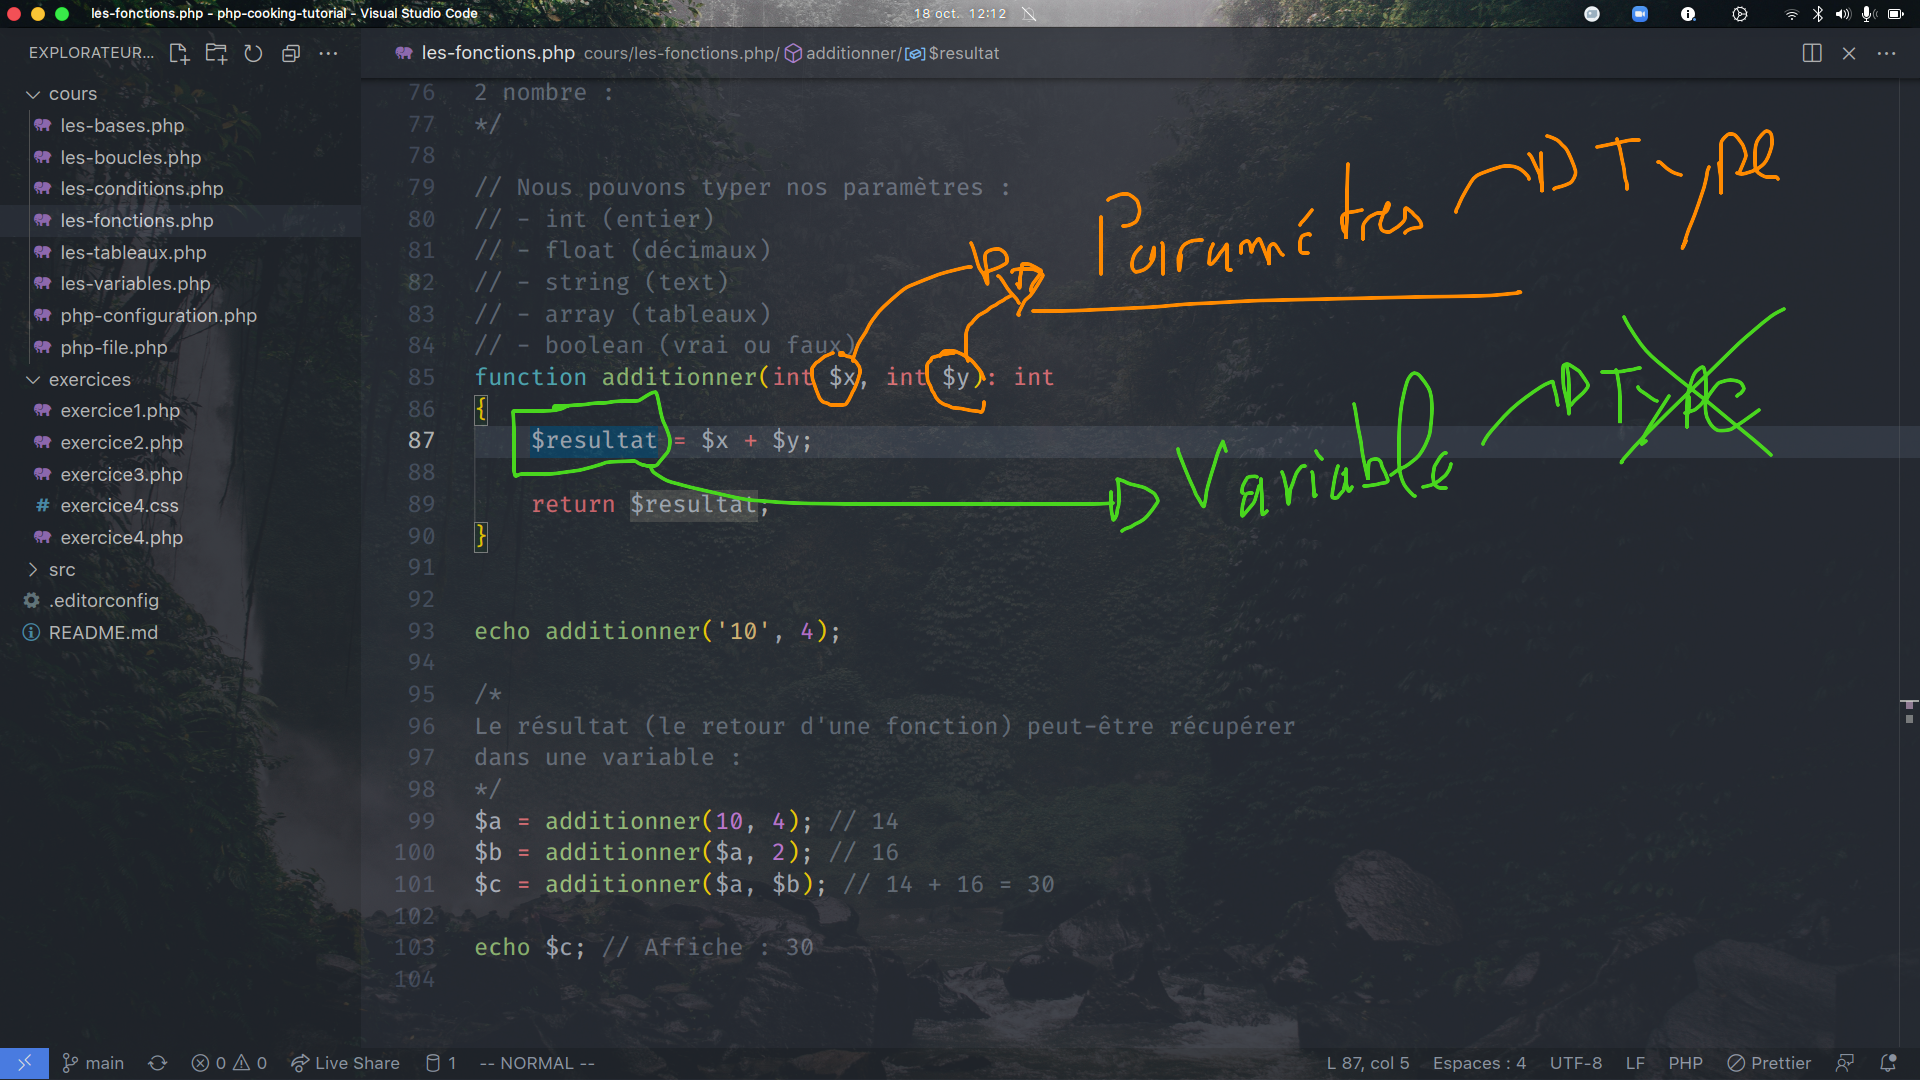 les-fonctions.php - php-cooking-tutorial - Visual Studio Code
18 oct. 12:12
EXPLORATEUR...
les-fonctions.php cours/les-fonctions.php/ additionner/ $resultat
cours
les-bases.php
les-boucles.php
les-conditions.php
les-fonctions.php
les-tableaux.php
les-variables.php
php-configuration.php
php-file.php
exercices
exercice1.php
exercice2.php
exercice3.php
exercice4.css
exercice4.php
src
.editorconfig
README.md
76 2 nombre :
77 */
78
79 // Nous pouvons typer nos paramètres :
80 // - int (entier)
81 // - float (décimaux)
82 // - string (text)
83 // - array (tableaux)
84 // - boolean (vrai ou faux)
85 function additionner(int $x, int $y): int
86 {
87 $resultat = $x + $y;
88
89 return $resultat;
90 }
91
92
93 echo additionner('10', 4);
94
95 /*
96 Le résultat (le retour d'une fonction) peut-être récupérer
97 dans une variable :
98 */
99 $a = additionner(10, 4); // 14
100 $b = additionner($a, 2); // 16
101 $c = additionner($a, $b); // 14 + 16 = 30
102
103 echo $c; // Affiche : 30
104
Paramétres Type
Variable Type
main 0 0 Live Share 1 -- NORMAL --
L 87, col 5 Espaces : 4 UTF-8 LF PHP Prettier